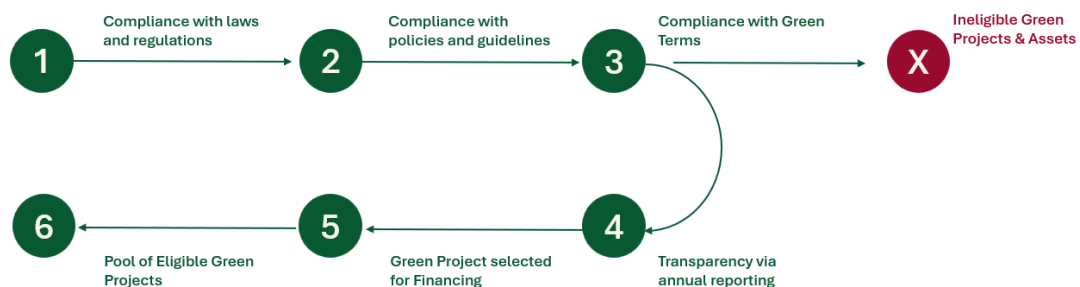 1
Compliance with laws
and regulations
2
Compliance with
policies and guidelines
3
Compliance with Green
Terms
X
Ineligible Green
Projects & Assets
6
Pool of Eligible Green
Projects
5
Green Project selected
for Financing
4
Transparency via
annual reporting